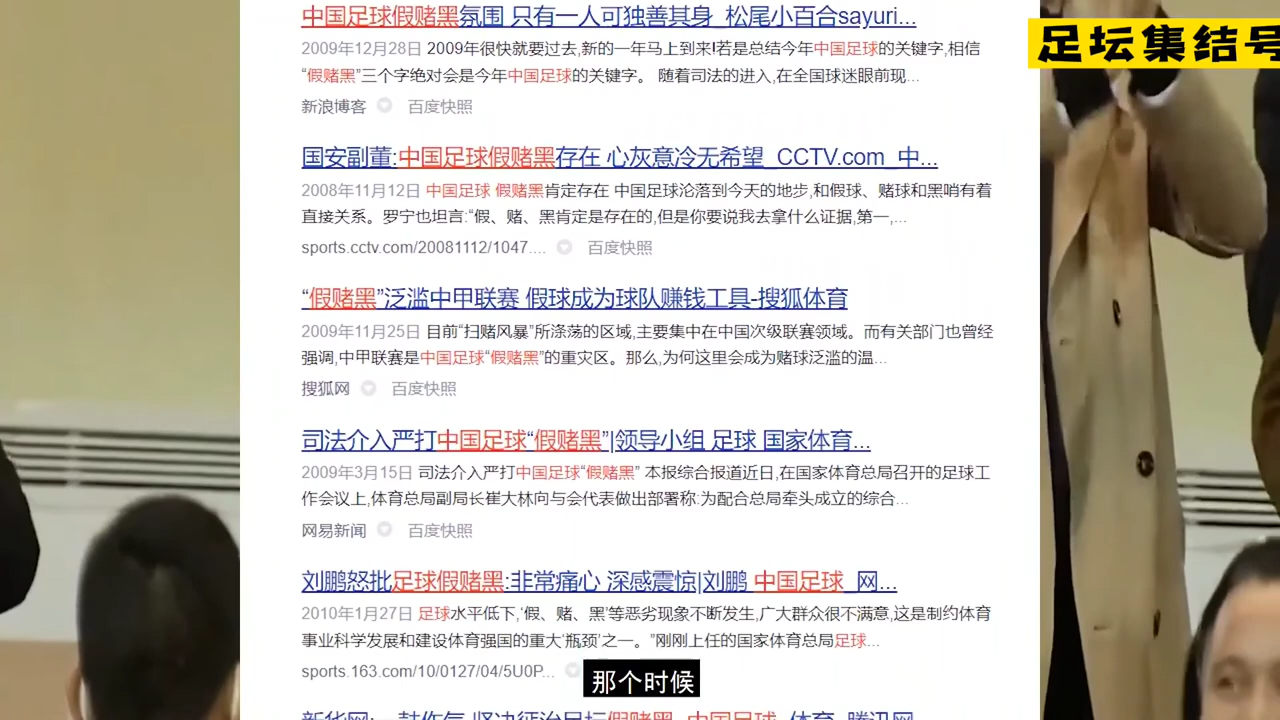 中国足球假赌黑氛围 只有一人可独善其身_松尾小百合sayuri...
足坛集结号
2009年12月28日 2009年很快就要过去,新的一年马上到来!若是总结今年中国足球的关键字,相信
“假赌黑”三个字绝对会是今年中国足球的关键字。 随着司法的进入,在全国球迷眼前现...
新浪博客 百度快照
国安副董:中国足球假赌黑存在 心灰意冷无希望_CCTV.com_中...
2008年11月12日 中国足球 假赌黑肯定存在 中国足球沦落到今天的地步,和假球、赌球和黑哨有着
直接关系。罗宁也坦言:“假、赌、黑肯定是存在的,但是你要说我去拿什么证据,第一,...
sports.cctv.com/20081112/1047.... 百度快照
“假赌黑”泛滥中甲联赛 假球成为球队赚钱工具-搜狐体育
2009年11月25日 目前“扫赌风暴”所涤荡的区域,主要集中在中国次级联赛领域。而有关部门也曾经
强调,中甲联赛是中国足球“假赌黑”的重灾区。那么,为何这里会成为赌球泛滥的温...
搜狐网 百度快照
司法介入严打中国足球“假赌黑”|领导小组 足球 国家体育...
2009年3月15日 司法介入严打中国足球“假赌黑” 本报综合报道近日,在国家体育总局召开的足球工
作会议上,体育总局副局长崔大林向与会代表做出部署称:为配合总局牵头成立的综合...
网易新闻 百度快照
刘鹏怒批足球假赌黑:非常痛心 深感震惊|刘鹏 中国足球_网...
2010年1月27日 足球水平低下,‘假、赌、黑’等恶劣现象不断发生,广大群众很不满意,这是制约体育
事业科学发展和建设体育强国的重大‘瓶颈’之一。”刚刚上任的国家体育总局足球...
sports.163.com/10/0127/04/5U0P...
那个时候
新华网:一鼓作气 坚决惩治足坛假赌黑_中国足球_体育_腾讯网